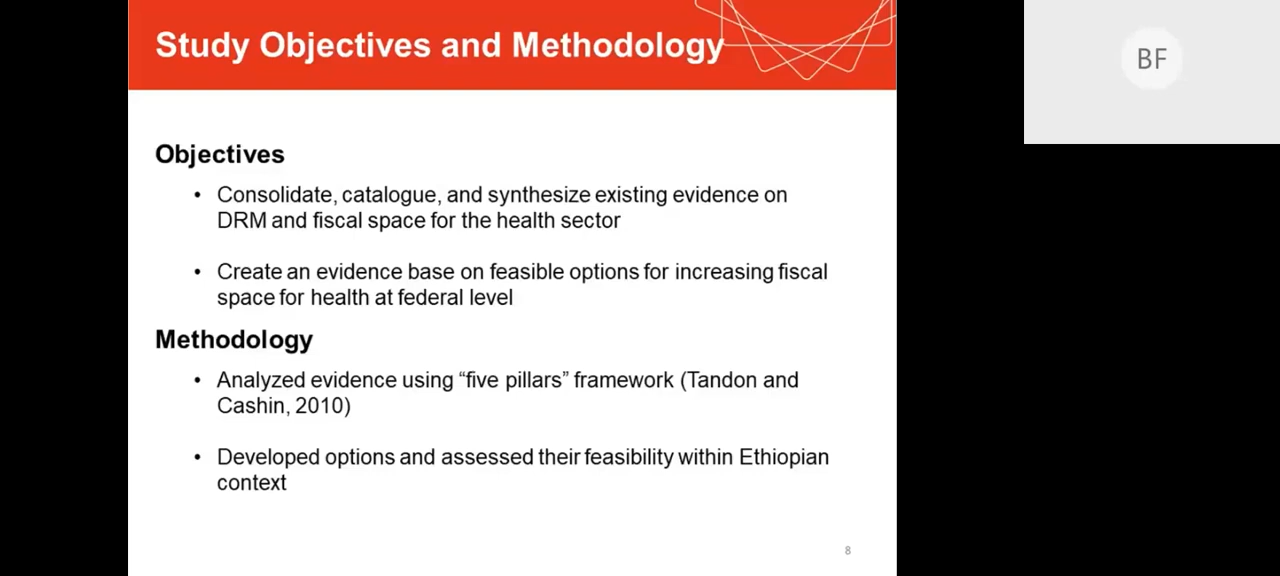 Study Objectives and Methodology
BF
Objectives
• Consolidate, catalogue, and synthesize existing evidence on
DRM and fiscal space for the health sector
• Create an evidence base on feasible options for increasing fiscal
space for health at federal level
Methodology
• Analyzed evidence using “five pillars” framework (Tandon and
Cashin, 2010)
• Developed options and assessed their feasibility within Ethiopian
context
8